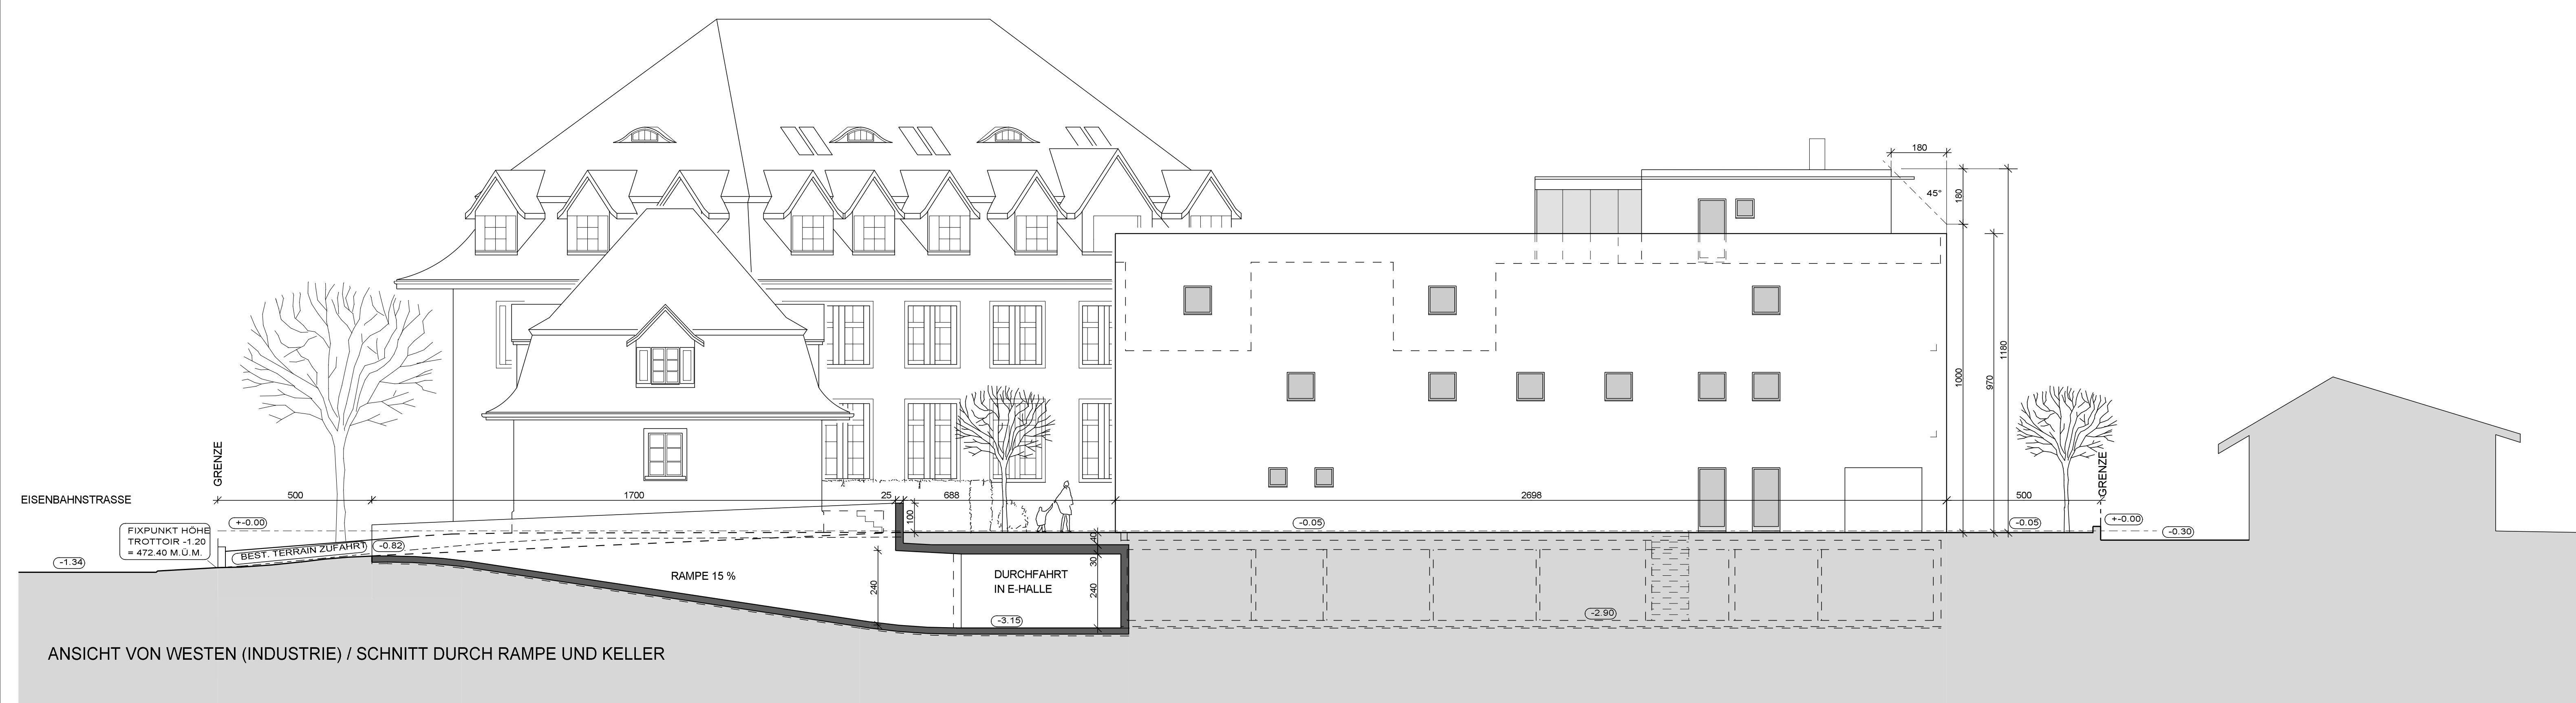 180
45°
180
1180
1000
970
GRENZE
GRENZE
EISENBAHNSTRASSE
500
1700
25
688
2698
500
100
FIXPUNKT HÖHE
TROTTOIR -1.20
= 472.40 M.Ü.M.
+-0.00
-0.05
-0.05
+-0.00
-0.30
BEST. TERRAIN ZUFAHRT
-0.82
-1.34
40
30
240
240
RAMPE 15 %
DURCHFAHRT
IN E-HALLE
-3.15
-2.90
ANSICHT VON WESTEN (INDUSTRIE) / SCHNITT DURCH RAMPE UND KELLER